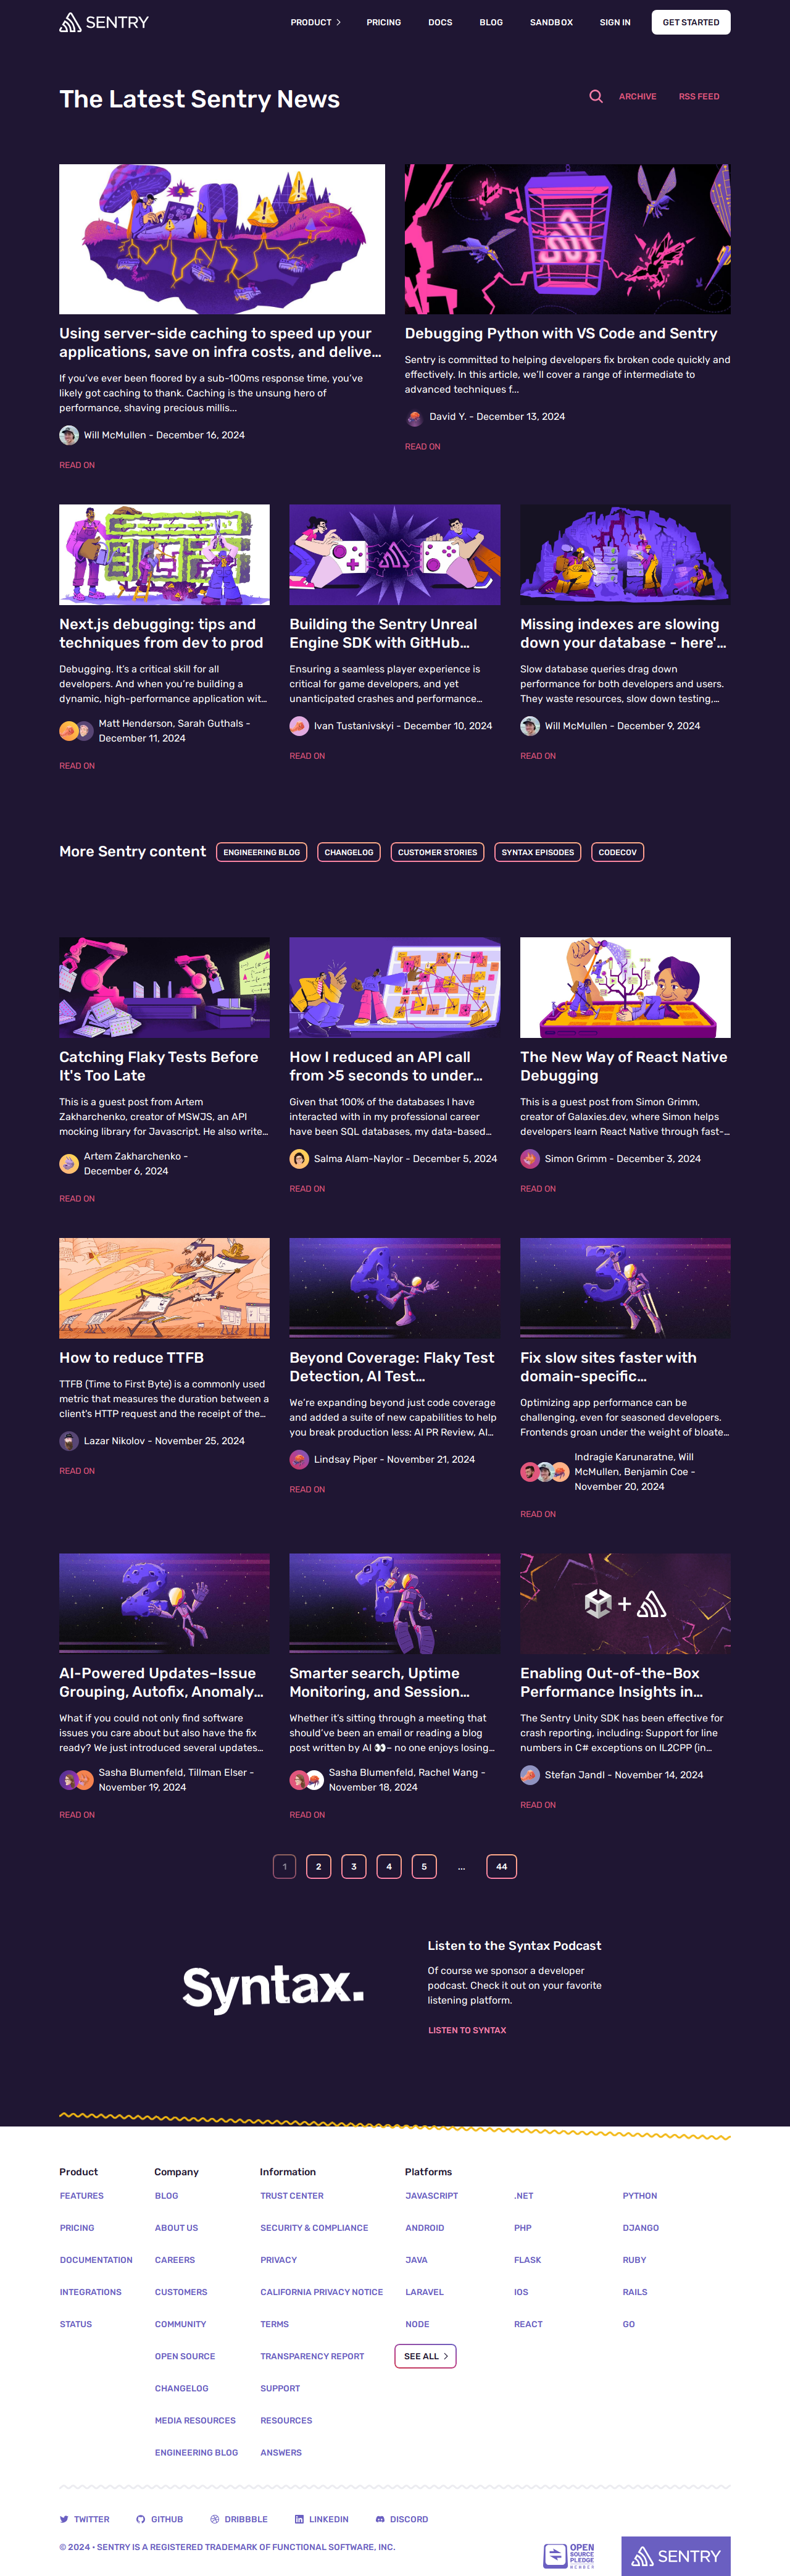 SENTRY
PRODUCT
PRICING
DOCS
BLOG
SANDBOX
SIGN IN
GET STARTED
The Latest Sentry News
ARCHIVE
RSS FEED
Using server-side caching to speed up your
applications, save on infra costs, and delive...
If you've ever been floored by a sub-100ms response time, you've
likely got caching to thank. Caching is the unsung hero of
performance, shaving precious millis...
Will McMullen - December 16, 2024
READ ON
Debugging Python with VS Code and Sentry
Sentry is committed to helping developers fix broken code quickly and
effectively. In this article, we'll cover a range of intermediate to
advanced techniques f...
David Y. - December 13, 2024
READ ON
Next.js debugging: tips and
techniques from dev to prod
Debugging. It's a critical skill for all
developers. And when you're building a
dynamic, high-performance application wit...
Matt Henderson, Sarah Guthals -
December 11, 2024
READ ON
Building the Sentry Unreal
Engine SDK with GitHub...
Ensuring a seamless player experience is
critical for game developers, and yet
unanticipated crashes and performance...
Ivan Tustanivskyi - December 10, 2024
READ ON
Missing indexes are slowing
down your database - here'...
Slow database queries drag down
performance for both developers and users.
They waste resources, slow down testing,...
Will McMullen - December 9, 2024
READ ON
More Sentry content
ENGINEERING BLOG
CHANGELOG
CUSTOMER STORIES
SYNTAX EPISODES
CODECOV
Catching Flaky Tests Before
It's Too Late
This is a guest post from Artem
Zakharchenko, creator of MSWJS, an API
mocking library for Javascript. He also write...
Artem Zakharchenko -
December 6, 2024
READ ON
How I reduced an API call
from >5 seconds to under...
Given that 100% of the databases I have
interacted with in my professional career
have been SQL databases, my data-based...
Salma Alam-Naylor - December 5, 2024
READ ON
The New Way of React Native
Debugging
This is a guest post from Simon Grimm,
creator of Galaxies.dev, where Simon helps
developers learn React Native through fast-...
Simon Grimm - December 3, 2024
READ ON
How to reduce TTFB
TTFB (Time to First Byte) is a commonly used
metric that measures the duration between a
client's HTTP request and the receipt of the...
Lazar Nikolov - November 25, 2024
READ ON
Beyond Coverage: Flaky Test
Detection, AI Test...
We're expanding beyond just code coverage
and added a suite of new capabilities to help
you break production less: AI PR Review, AI...
Lindsay Piper - November 21, 2024
READ ON
Fix slow sites faster with
domain-specific...
Optimizing app performance can be
challenging, even for seasoned developers.
Frontends groan under the weight of bloate...
Indragie Karunaratne, Will
McMullen, Benjamin Coe -
November 20, 2024
READ ON
AI-Powered Updates–Issue
Grouping, Autofix, Anomaly...
What if you could not only find software
issues you care about but also have the fix
ready? We just introduced several updates...
Sasha Blumenfeld, Tillman Elser -
November 19, 2024
READ ON
Smarter search, Uptime
Monitoring, and Session...
Whether it's sitting through a meeting that
should've been an email or reading a blog
post written by AI 👀– no one enjoys losing...
Sasha Blumenfeld, Rachel Wang -
November 18, 2024
READ ON
Enabling Out-of-the-Box
Performance Insights in...
The Sentry Unity SDK has been effective for
crash reporting, including: Support for line
numbers in C# exceptions on IL2CPP (in...
Stefan Jandl - November 14, 2024
READ ON
1
2
3
4
5
...
44
Syntax.
Listen to the Syntax Podcast
Of course we sponsor a developer
podcast. Check it out on your favorite
listening platform.
LISTEN TO SYNTAX
Product
FEATURES
PRICING
DOCUMENTATION
INTEGRATIONS
STATUS
Company
BLOG
ABOUT US
CAREERS
CUSTOMERS
COMMUNITY
OPEN SOURCE
CHANGELOG
MEDIA RESOURCES
ENGINEERING BLOG
Information
TRUST CENTER
SECURITY & COMPLIANCE
PRIVACY
CALIFORNIA PRIVACY NOTICE
TERMS
TRANSPARENCY REPORT
SUPPORT
RESOURCES
ANSWERS
Platforms
JAVASCRIPT
ANDROID
JAVA
LARAVEL
NODE
SEE ALL
.NET
PHP
FLASK
IOS
REACT
PYTHON
DJANGO
RUBY
RAILS
GO
TWITTER
GITHUB
DRIBBBLE
LINKEDIN
DISCORD
© 2024 • SENTRY IS A REGISTERED TRADEMARK OF FUNCTIONAL SOFTWARE, INC.
OPEN
SOURCE
PLEDGE
MEMBER
SENTRY